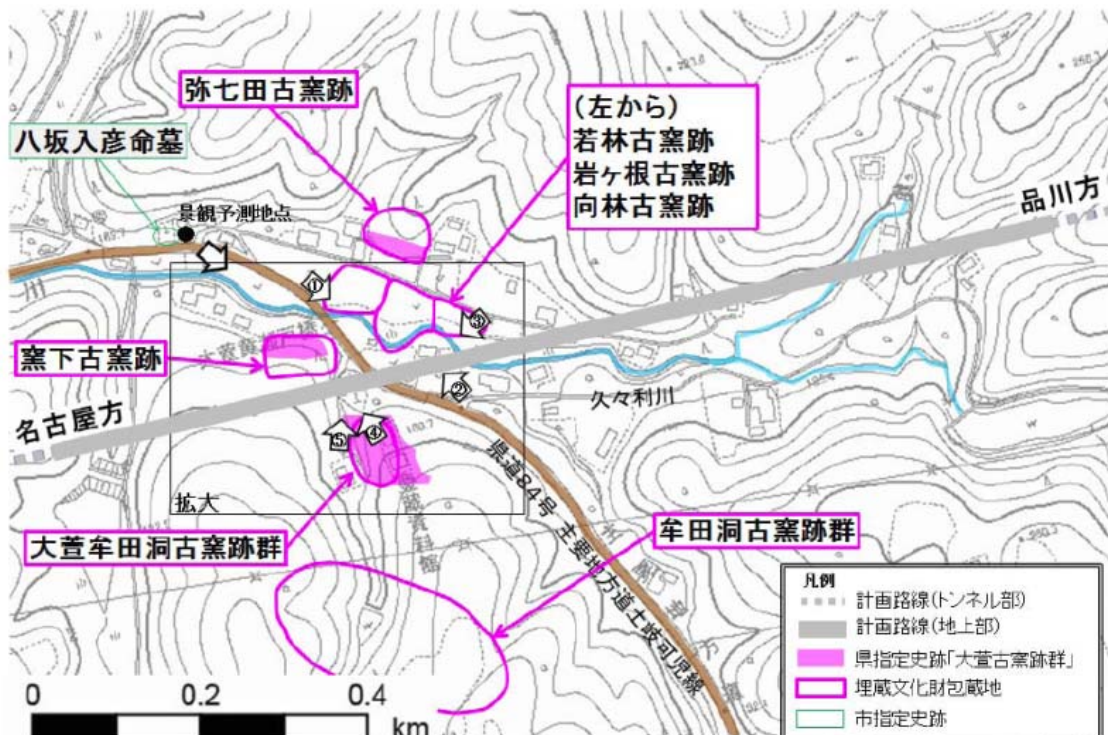 弥七田古窯跡
(左から)
若林古窯跡
岩ヶ根古窯跡
向林古窯跡
八坂入彦命墓
景観予測地点
品川方
①
③
窯下古窯跡
②
久々利川
名古屋方
⑤
④
県道84号 主要地方道土岐可児線
拡大
大萱牟田洞古窯跡群
牟田洞古窯跡群
凡例
計画路線(トンネル部)
計画路線(地上部)
県指定史跡「大萱古窯跡群」
埋蔵文化財包蔵地
市指定史跡
0 0.2 0.4
km